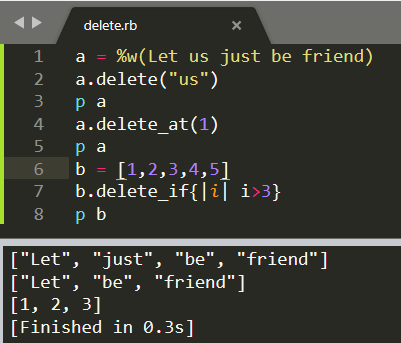 delete.rb
1 a = %w(Let us just be friend)
2 a.delete("us")
3 p a
4 a.delete_at(1)
5 p a
6 b = [1,2,3,4,5]
7 b.delete_if{|i| i>3}
8 p b
["Let", "just", "be", "friend"]
["Let", "be", "friend"]
[1, 2, 3]
[Finished in 0.3s]